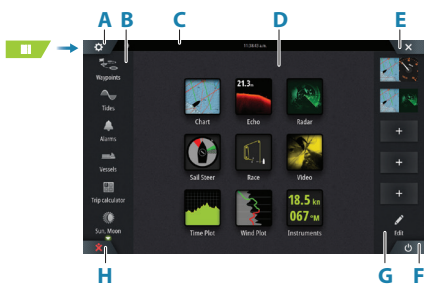 A B C D E
11:38:45 a.m.
Waypoints
Tides
Alarms
Vessels
Trip calculator
Sun, Moon
21.3
Chart
Echo
Radar
Sail Steer
Race
Video
18.5 kn
067 °M
Time Plot
Wind Plot
Instruments
+
+
+
Edit
H G F